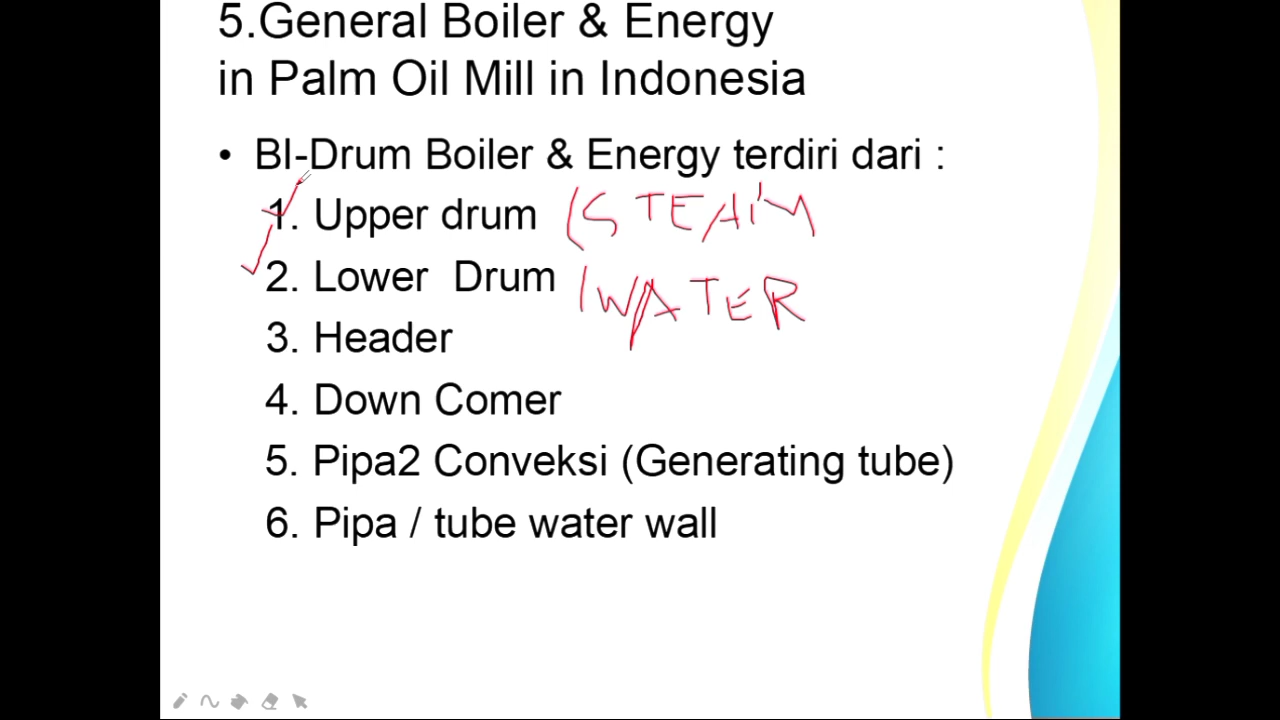 5.General Boiler & Energy
in Palm Oil Mill in Indonesia
• BI-Drum Boiler & Energy terdiri dari :
1. Upper drum (STEAM
2. Lower Drum (WATER
3. Header
4. Down Comer
5. Pipa2 Conveksi (Generating tube)
6. Pipa / tube water wall